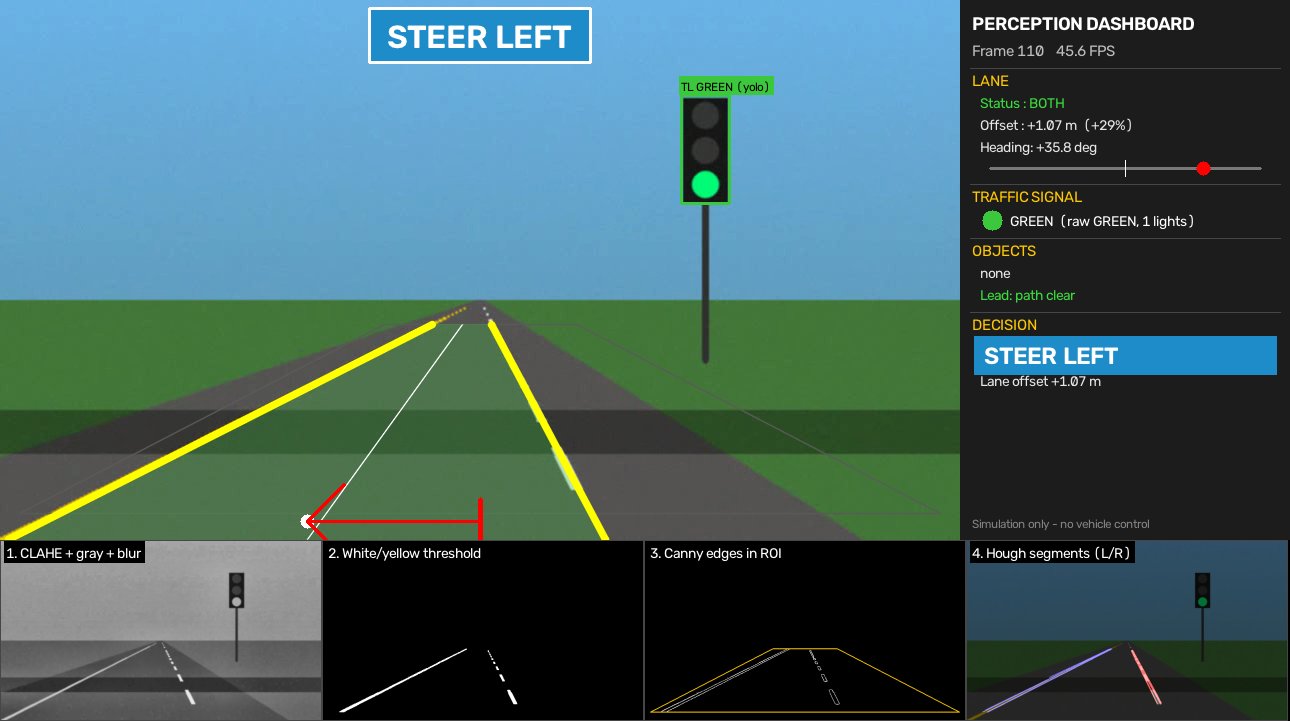 STEER LEFT
TL GREEN (yolo)
PERCEPTION DASHBOARD
Frame 110 45.6 FPS
LANE
Status : BOTH
Offset : +1.07 m (+29%)
Heading: +35.8 deg
TRAFFIC SIGNAL
GREEN (raw GREEN, 1 lights)
OBJECTS
none
Lead: path clear
DECISION
STEER LEFT
Lane offset +1.07 m
Simulation only - no vehicle control
1. CLAHE + gray + blur
2. White/yellow threshold
3. Canny edges in ROI
4. Hough segments (L/R)